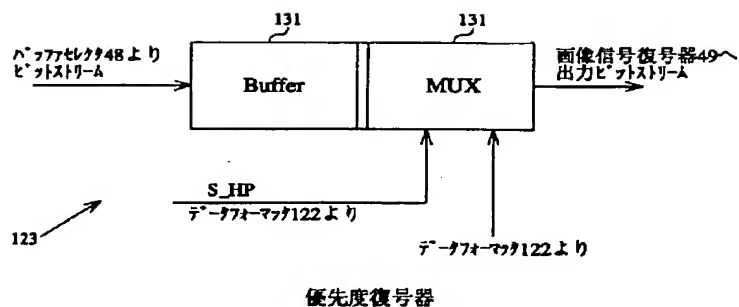 131
131
バッファセレクタ48より
ビットストリーム
Buffer
MUX
画像信号復号器49へ
出力ビットストリーム
S_HP
データフォーマッタ122より
123
データフォーマッタ122より
優先度復号器